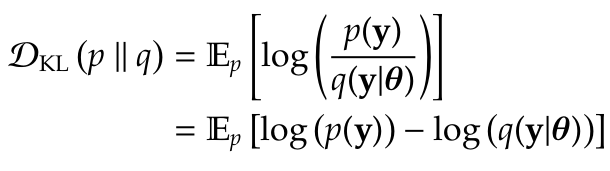 𝒟_KL (p ∥ q) = 𝔼_p [log (p(𝐲) / q(𝐲|𝜽))]
= 𝔼_p [log (p(𝐲)) − log (q(𝐲|𝜽))]